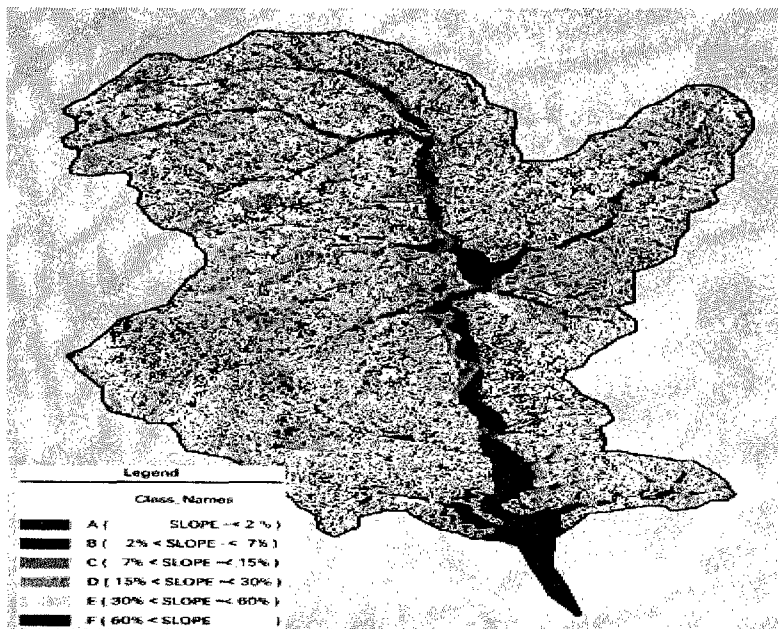 Legend
Class_Names
A ( SLOPE =< 2 % )
B ( 2% < SLOPE =< 7% )
C ( 7% < SLOPE =< 15% )
D ( 15% < SLOPE =< 30% )
E ( 30% < SLOPE =< 60% )
F ( 60% < SLOPE )